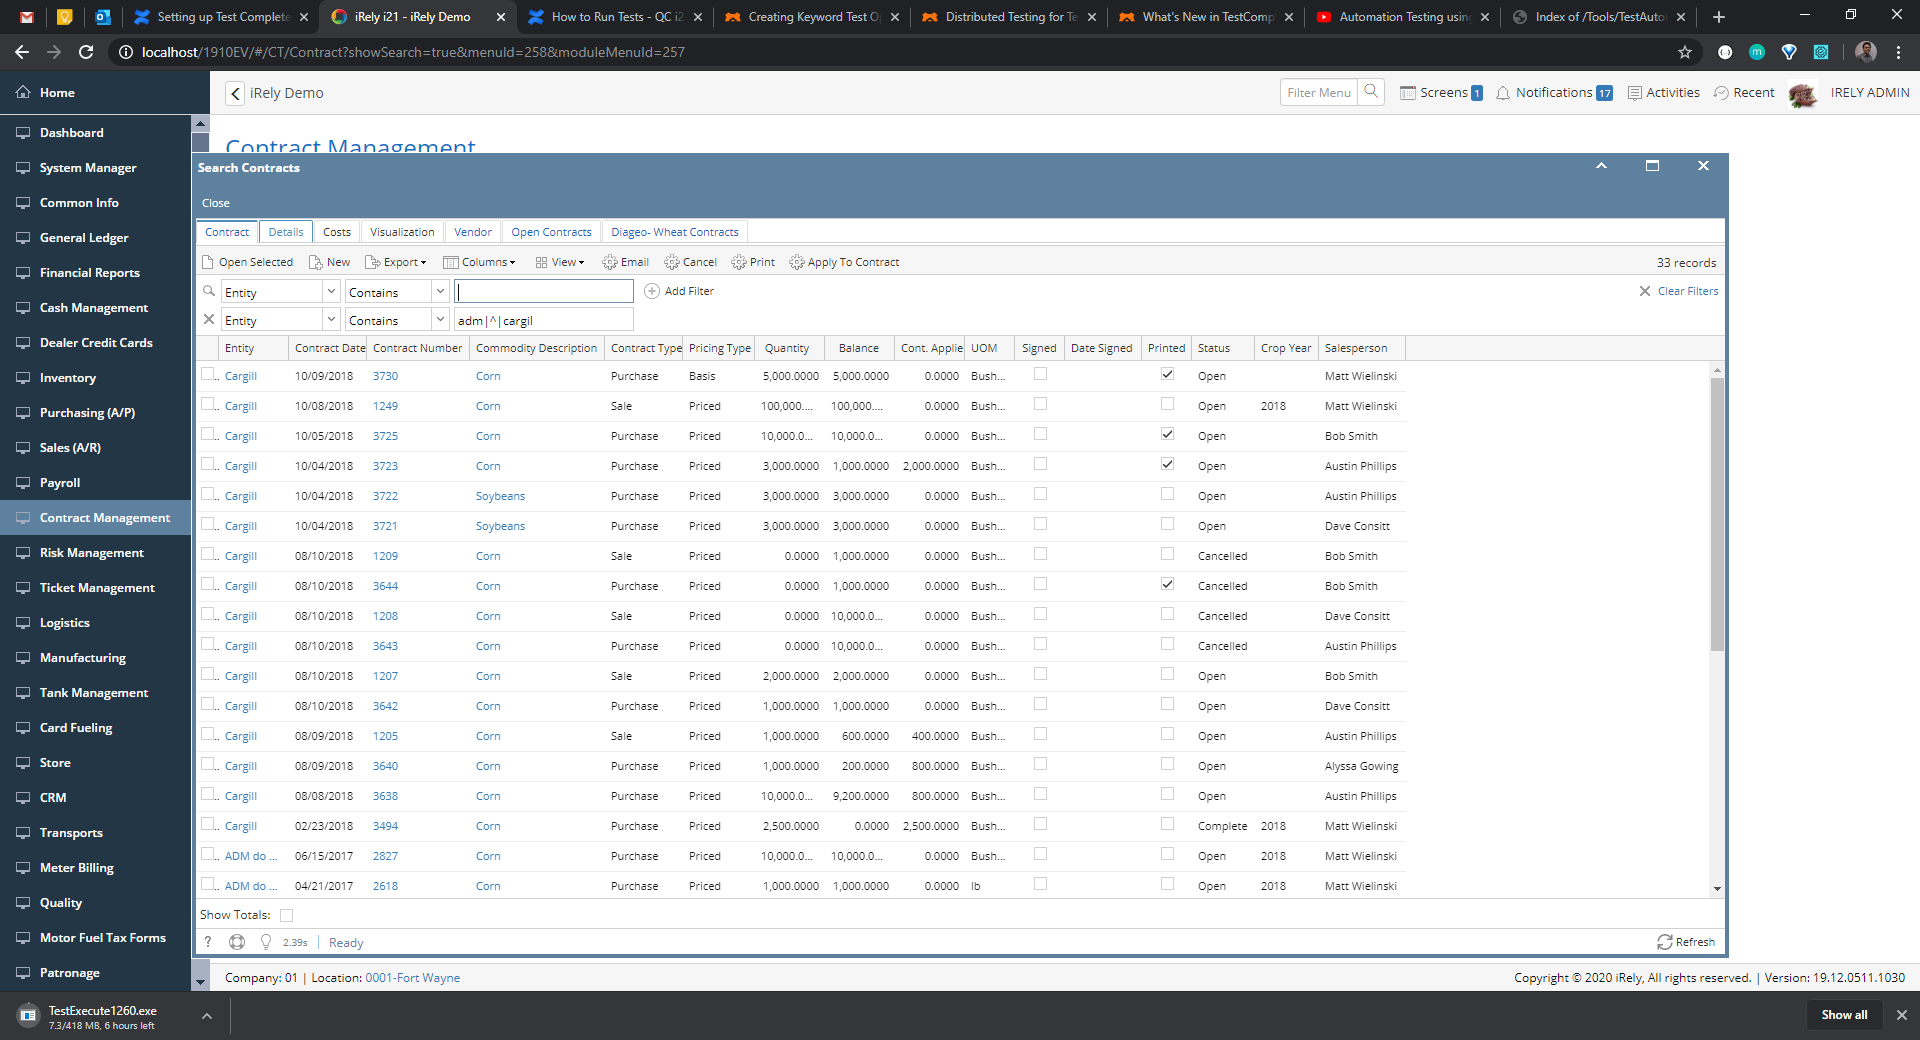 Setting up Test Complete
iRely i21 - iRely Demo
How to Run Tests - QC i2
Creating Keyword Test O
Distributed Testing for Te
What's New in TestComp
Automation Testing using
Index of /Tools/TestAuto
localhost/1910EV/#/CT/Contract?showSearch=true&menuId=258&moduleMenuId=257
Home
iRely Demo
Filter Menu
Screens 1
Notifications 17
Activities
Recent
IRELY ADMIN
Dashboard
System Manager
Common Info
General Ledger
Financial Reports
Cash Management
Dealer Credit Cards
Inventory
Purchasing (A/P)
Sales (A/R)
Payroll
Contract Management
Risk Management
Ticket Management
Logistics
Manufacturing
Tank Management
Card Fueling
Store
CRM
Transports
Meter Billing
Quality
Motor Fuel Tax Forms
Patronage
Contract Management
Search Contracts
Close
Contract Details Costs Visualization Vendor Open Contracts Diageo- Wheat Contracts
Open Selected New Export Columns View Email Cancel Print Apply To Contract 33 records
Entity Contains Add Filter Clear Filters
Entity Contains adm|^|cargil
Entity Contract Date Contract Number Commodity Description Contract Type Pricing Type Quantity Balance Cont. Applie UOM Signed Date Signed Printed Status Crop Year Salesperson
Cargill 10/09/2018 3730 Corn Purchase Basis 5,000.0000 5,000.0000 0.0000 Bush... Open Matt Wielinski
Cargill 10/08/2018 1249 Corn Sale Priced 100,000.... 100,000.... 0.0000 Bush... Open 2018 Matt Wielinski
Cargill 10/05/2018 3725 Corn Purchase Priced 10,000.0... 10,000.0... 0.0000 Bush... Open Bob Smith
Cargill 10/04/2018 3723 Corn Purchase Priced 3,000.0000 1,000.0000 2,000.0000 Bush... Open Austin Phillips
Cargill 10/04/2018 3722 Soybeans Purchase Priced 3,000.0000 3,000.0000 0.0000 Bush... Open Austin Phillips
Cargill 10/04/2018 3721 Soybeans Purchase Priced 3,000.0000 3,000.0000 0.0000 Bush... Open Dave Consitt
Cargill 08/10/2018 1209 Corn Sale Priced 0.0000 1,000.0000 0.0000 Bush... Cancelled Bob Smith
Cargill 08/10/2018 3644 Corn Purchase Priced 0.0000 1,000.0000 0.0000 Bush... Cancelled Bob Smith
Cargill 08/10/2018 1208 Corn Sale Priced 0.0000 10,000.0... 0.0000 Bush... Cancelled Dave Consitt
Cargill 08/10/2018 3643 Corn Purchase Priced 0.0000 10,000.0... 0.0000 Bush... Cancelled Austin Phillips
Cargill 08/10/2018 1207 Corn Sale Priced 2,000.0000 2,000.0000 0.0000 Bush... Open Bob Smith
Cargill 08/10/2018 3642 Corn Purchase Priced 1,000.0000 1,000.0000 0.0000 Bush... Open Dave Consitt
Cargill 08/09/2018 1205 Corn Sale Priced 1,000.0000 600.0000 400.0000 Bush... Open Austin Phillips
Cargill 08/09/2018 3640 Corn Purchase Priced 1,000.0000 200.0000 800.0000 Bush... Open Alyssa Gowing
Cargill 08/08/2018 3638 Corn Purchase Priced 10,000.0... 9,200.0000 800.0000 Bush... Open Austin Phillips
Cargill 02/23/2018 3494 Corn Purchase Priced 2,500.0000 0.0000 2,500.0000 Bush... Complete 2018 Matt Wielinski
ADM do ... 06/15/2017 2827 Corn Purchase Priced 10,000.0... 10,000.0... 0.0000 Bush... Open 2018 Matt Wielinski
ADM do ... 04/21/2017 2618 Corn Purchase Priced 1,000.0000 1,000.0000 0.0000 lb Open 2018 Matt Wielinski
Show Totals:
? 2.39s Ready Refresh
Company: 01 | Location: 0001-Fort Wayne
Copyright © 2020 iRely, All rights reserved. | Version: 19.12.0511.1030
TestExecute1260.exe
7.3/418 MB, 6 hours left
Show all